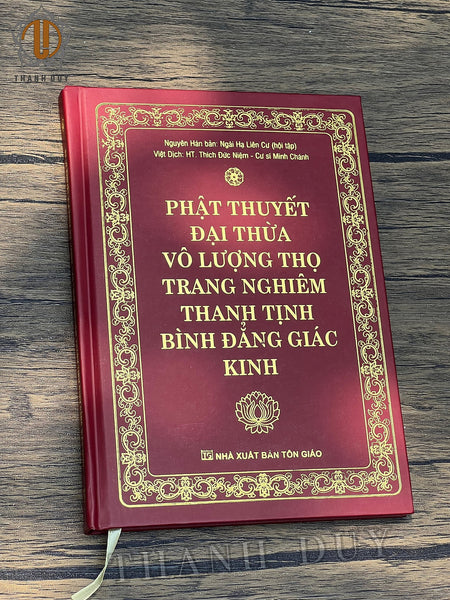 THANH DUY
Nguyên Hán bản: Ngài Hạ Liên Cư (hội tập)
Việt Dịch: HT. Thích Đức Niệm - Cư sĩ Minh Chánh
PHẬT THUYẾT
ĐẠI THỪA
VÔ LƯỢNG THỌ
TRANG NGHIÊM
THANH TỊNH
BÌNH ĐẲNG GIÁC
KINH
TG NHÀ XUẤT BẢN TÔN GIÁO
THANH DUY